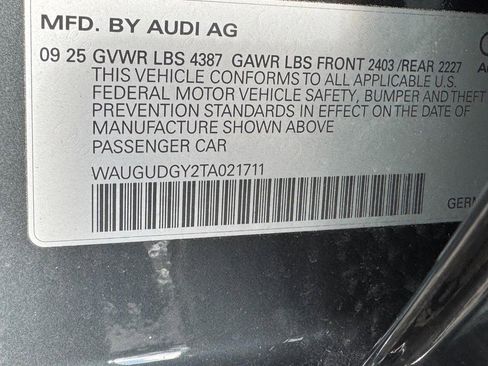 MFD. BY AUDI AG
09 25 GVWR LBS 4387 GAWR LBS FRONT 2403 /REAR 2227
THIS VEHICLE CONFORMS TO ALL APPLICABLE U.S.
FEDERAL MOTOR VEHICLE SAFETY, BUMPER AND THEFT
PREVENTION STANDARDS IN EFFECT ON THE DATE OF
MANUFACTURE SHOWN ABOVE
PASSENGER CAR
WAUGUDGY2TA021711
GERM